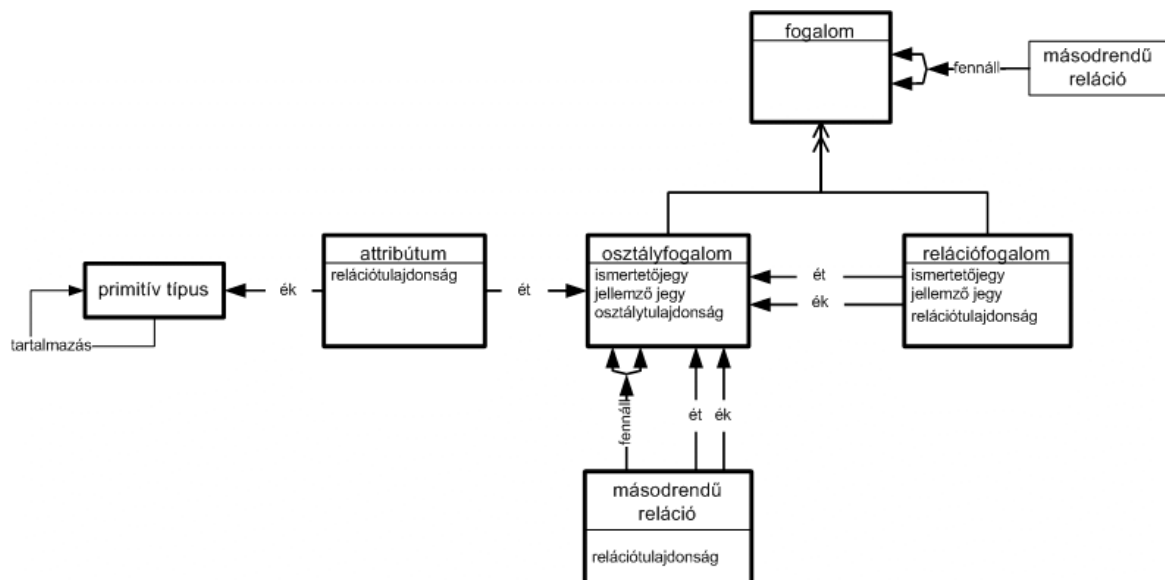 fogalom
fennáll
másodrendű
reláció
attribútum
relációtulajdonság
osztályfogalom
ismertetőjegy
jellemző jegy
osztálytulajdonság
relációfogalom
ismertetőjegy
jellemző jegy
relációtulajdonság
primitív típus
ék
ét
ét
ék
tartalmazás
fennáll
ét
ék
másodrendű
reláció
relációtulajdonság